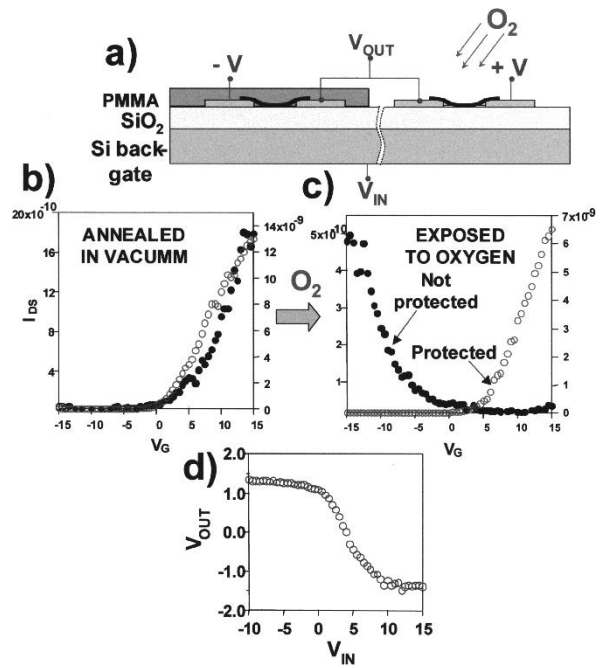 a)
O2
VOUT
- V
+ V
PMMA
SiO2
Si back
gate
VIN
b)
20x10-10
16
12
8
4
IDS
ANNEALED
IN VACUMM
14x10-9
12
10
8
6
4
2
0
-15
-10
-5
0
5
10
15
VG
O2
c)
5x10-10
4
3
2
1
EXPOSED
TO OXYGEN
Not
protected
Protected
7x10-9
6
5
4
3
2
1
0
-15
-10
-5
0
5
10
15
VG
d)
VOUT
2.0
1.0
0.0
-1.0
-2.0
-10
-5
0
5
10
15
VIN